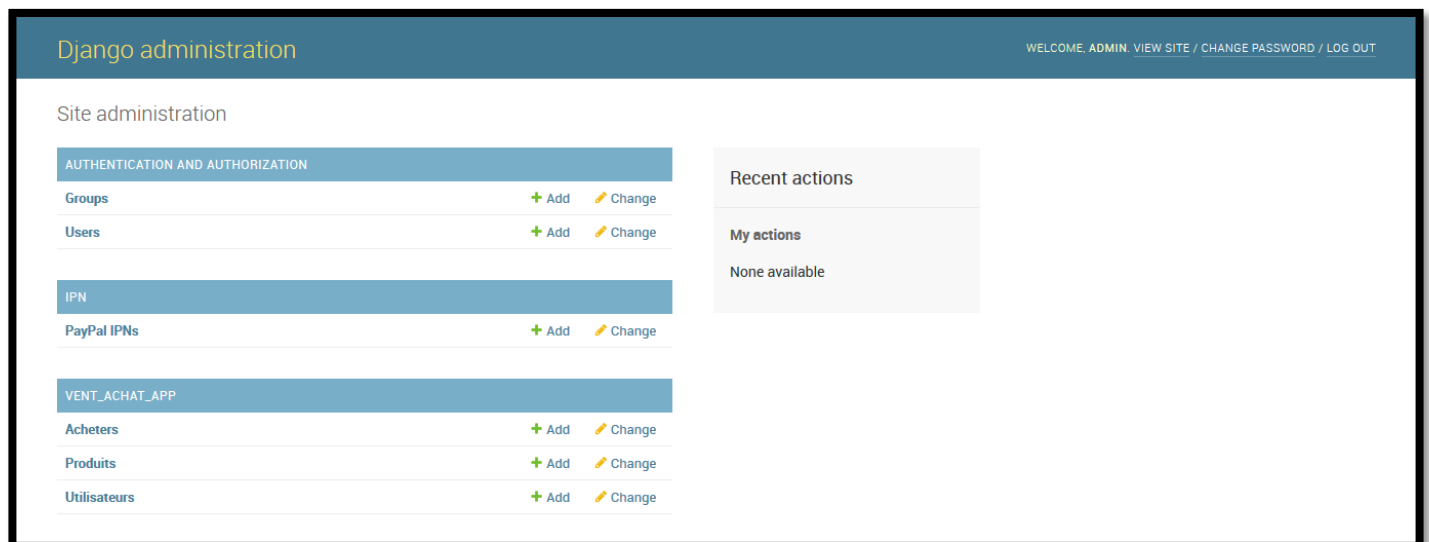 Django administration
WELCOME, ADMIN. VIEW SITE / CHANGE PASSWORD / LOG OUT
Site administration
AUTHENTICATION AND AUTHORIZATION
Groups + Add Change
Users + Add Change
IPN
PayPal IPNs + Add Change
VENT_ACHAT_APP
Acheters + Add Change
Produits + Add Change
Utilisateurs + Add Change
Recent actions
My actions
None available